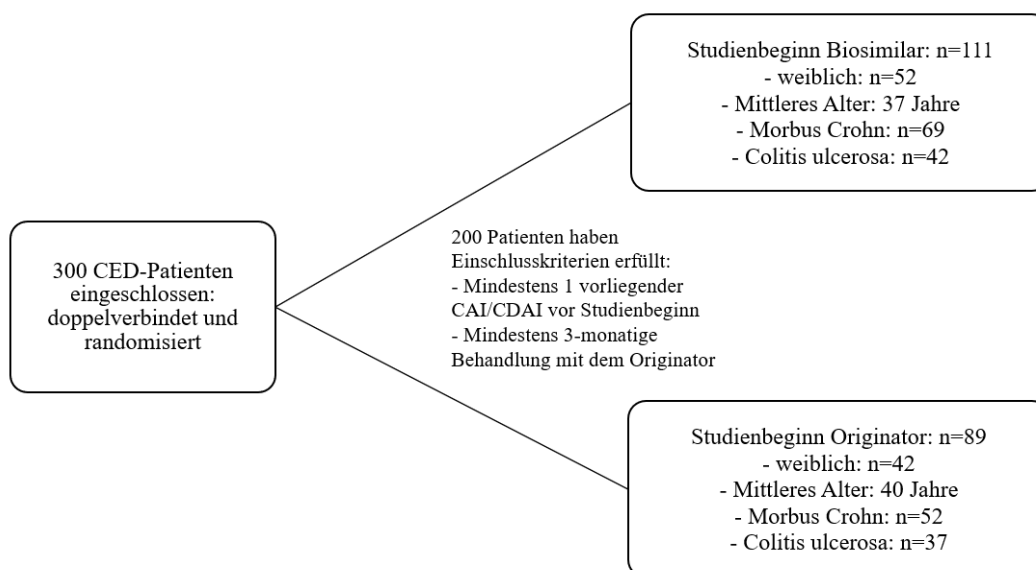 Studienbeginn Biosimilar: n=111
- weiblich: n=52
- Mittleres Alter: 37 Jahre
- Morbus Crohn: n=69
- Colitis ulcerosa: n=42
300 CED-Patienten
eingeschlossen:
doppelverbindet und
randomisiert
200 Patienten haben
Einschlusskriterien erfüllt:
- Mindestens 1 vorliegender
CAI/CDAI vor Studienbeginn
- Mindestens 3-monatige
Behandlung mit dem Originator
Studienbeginn Originator: n=89
- weiblich: n=42
- Mittleres Alter: 40 Jahre
- Morbus Crohn: n=52
- Colitis ulcerosa: n=37